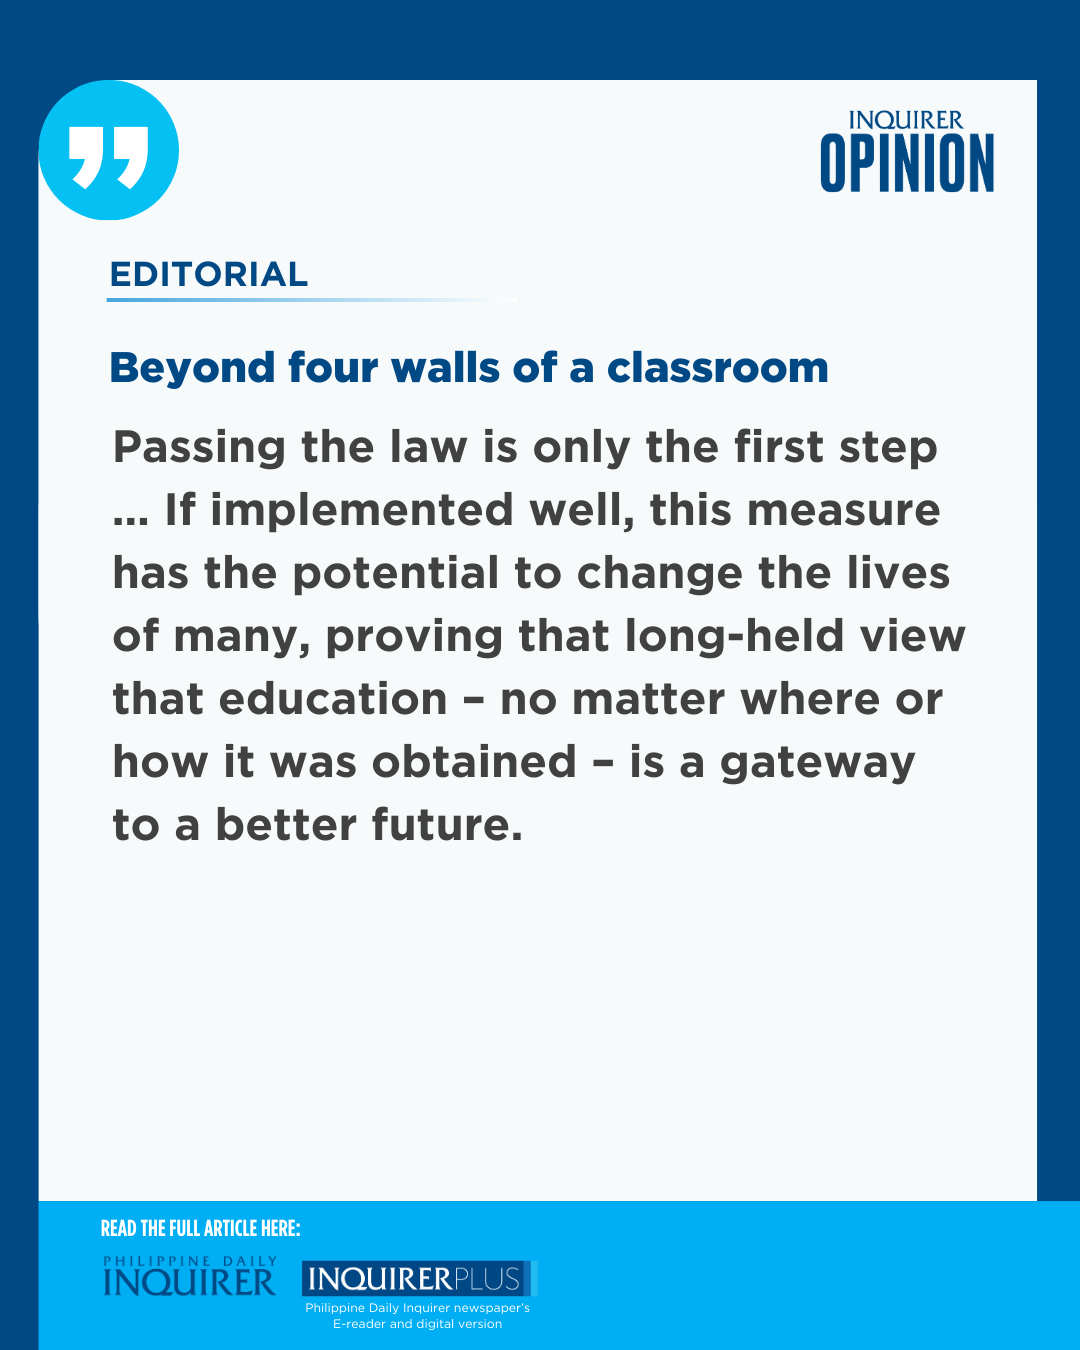 INQUIRER
OPINION
EDITORIAL
Beyond four walls of a classroom
Passing the law is only the first step
... If implemented well, this measure
has the potential to change the lives
of many, proving that long-held view
that education – no matter where or
how it was obtained – is a gateway
to a better future.
READ THE FULL ARTICLE HERE:
PHILIPPINE DAILY
INQUIRER
INQUIRERPLUS
Philippine Daily Inquirer newspaper's
E-reader and digital version